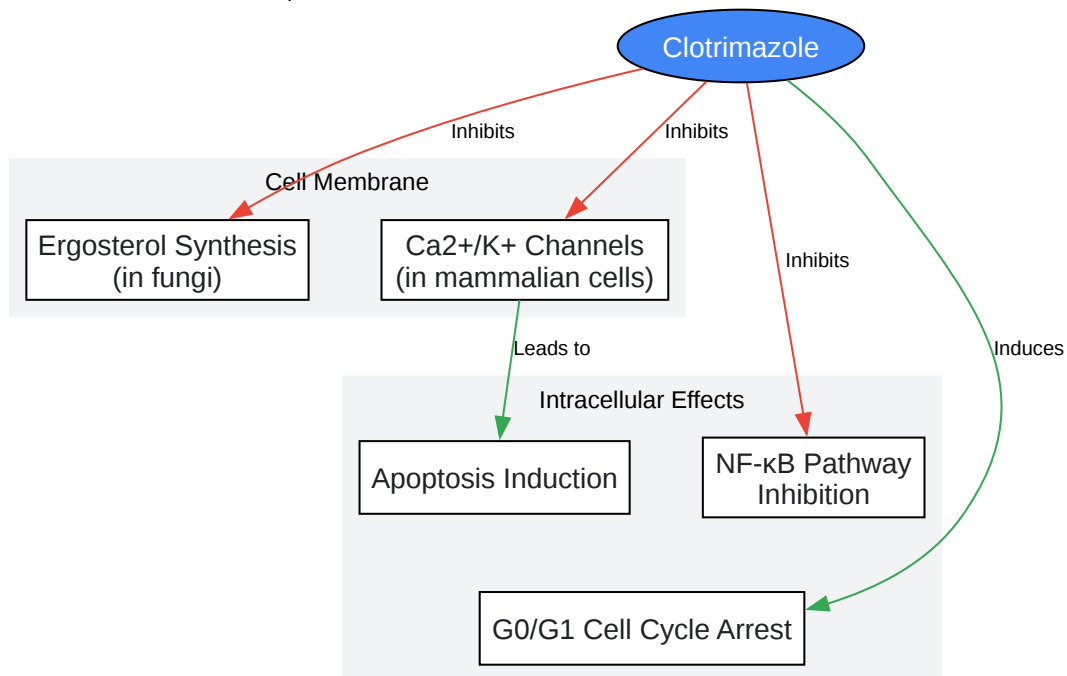 Clotrimazole
Inhibits
Inhibits
Cell Membrane
Ergosterol Synthesis
(in fungi)
Ca2+/K+ Channels
(in mammalian cells)
Inhibits
Leads to
Induces
Intracellular Effects
Apoptosis Induction
NF-κB Pathway
Inhibition
G0/G1 Cell Cycle Arrest